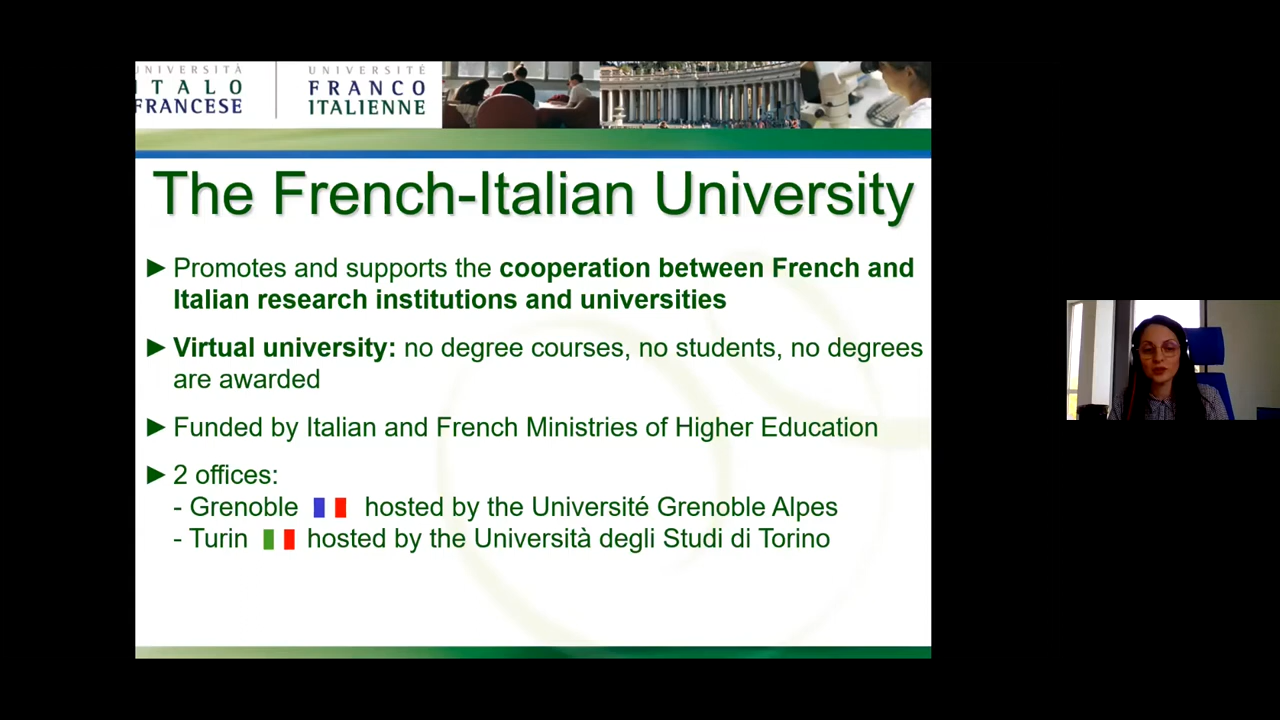 UNIVERSITÀ
ITALO
FRANCESE
UNIVERSITÉ
FRANCO
ITALIENNE
The French-Italian University
► Promotes and supports the cooperation between French and
Italian research institutions and universities
► Virtual university: no degree courses, no students, no degrees
are awarded
► Funded by Italian and French Ministries of Higher Education
► 2 offices:
- Grenoble hosted by the Université Grenoble Alpes
- Turin hosted by the Università degli Studi di Torino